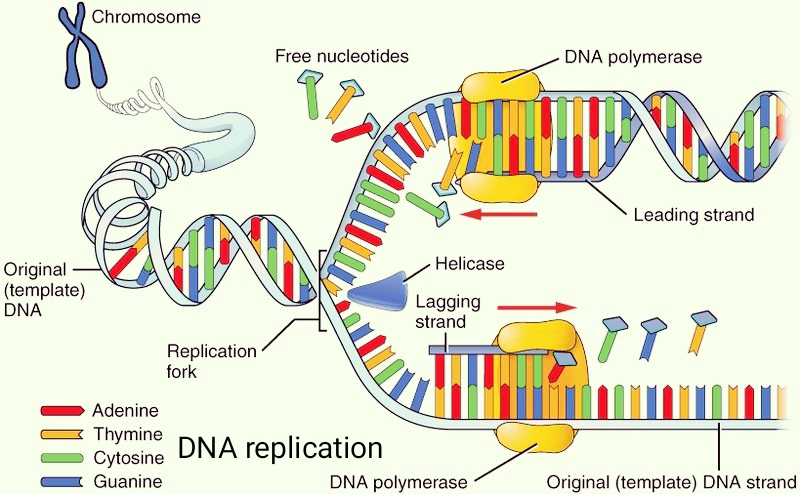 Chromosome
Free nucleotides
DNA polymerase
Leading strand
Helicase
Lagging
strand
Original
(template)
DNA
Replication
fork
Adenine
Thymine
Cytosine
Guanine
DNA replication
DNA polymerase
Original (template) DNA strand